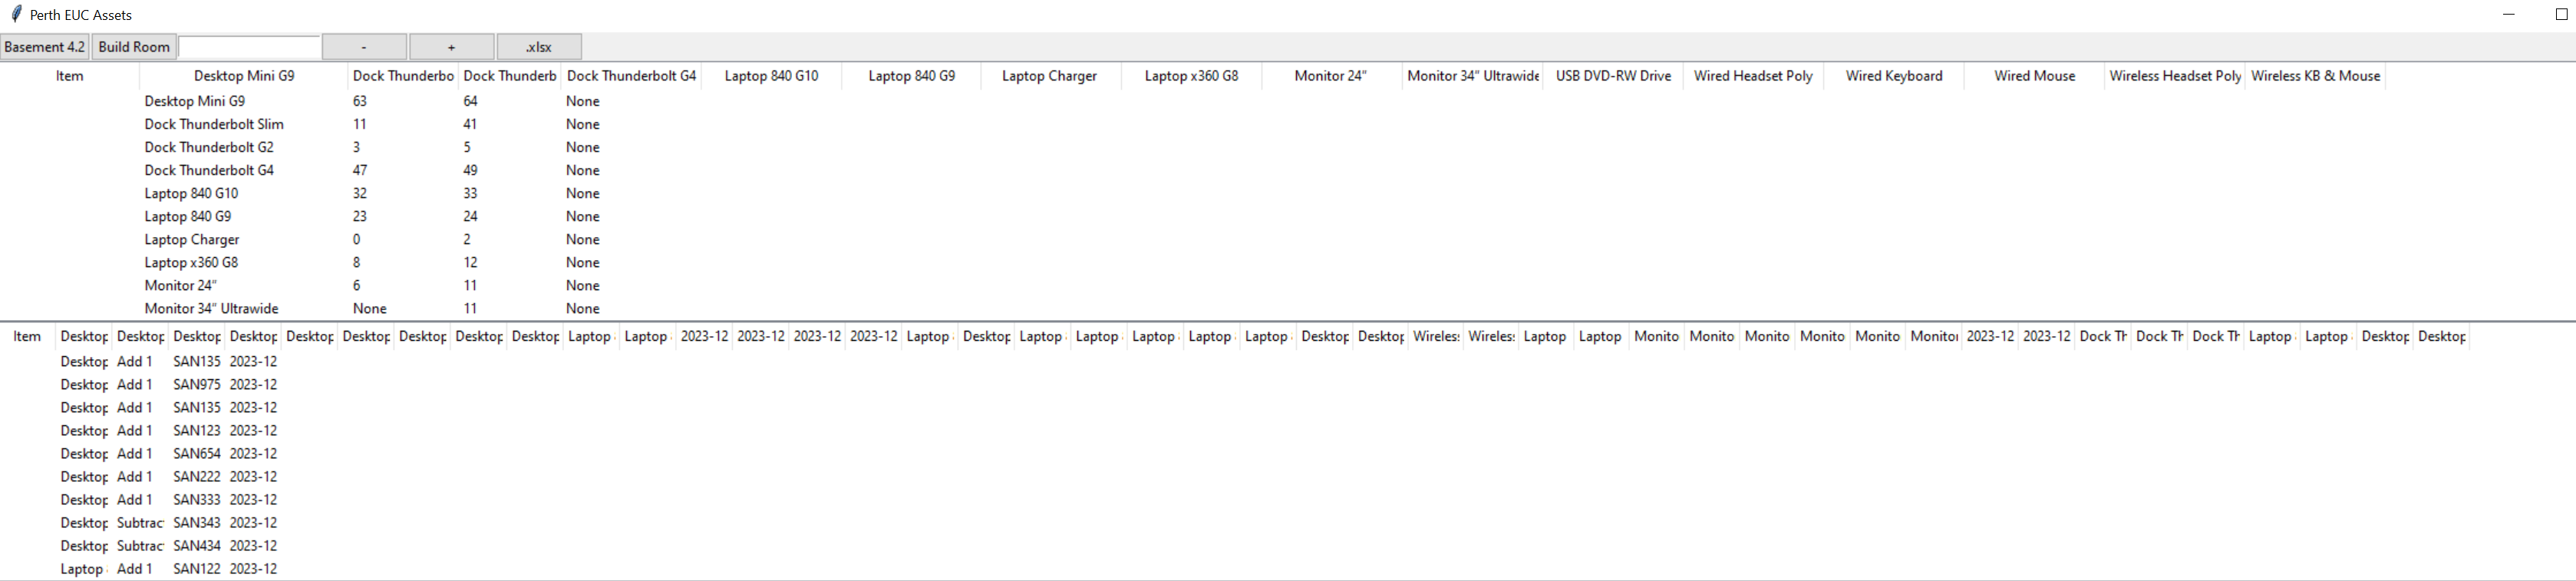 Perth EUC Assets
Basement 4.2 Build Room - + .xlsx
Item Desktop Mini G9 Dock Thunderbo Dock Thunderb Dock Thunderbolt G4 Laptop 840 G10 Laptop 840 G9 Laptop Charger Laptop x360 G8 Monitor 24" Monitor 34" Ultrawide USB DVD-RW Drive Wired Headset Poly Wired Keyboard Wired Mouse Wireless Headset Poly Wireless KB & Mouse
Desktop Mini G9 63 64 None
Dock Thunderbolt Slim 11 41 None
Dock Thunderbolt G2 3 5 None
Dock Thunderbolt G4 47 49 None
Laptop 840 G10 32 33 None
Laptop 840 G9 23 24 None
Laptop Charger 0 2 None
Laptop x360 G8 8 12 None
Monitor 24" 6 11 None
Monitor 34" Ultrawide None 11 None
Item Desktop Desktop Desktop Desktop Desktop Desktop Desktop Desktop Desktop Laptop Laptop 2023-12 2023-12 2023-12 2023-12 Laptop Desktop Laptop Laptop Laptop Laptop Laptop Desktop Desktop Wireles Wireles Laptop Laptop Monito Monito Monito Monito Monito Monitor 2023-12 2023-12 Dock Th Dock Th Dock Th Laptop Laptop Desktop Desktop
Desktop Add 1 SAN135 2023-12
Desktop Add 1 SAN975 2023-12
Desktop Add 1 SAN135 2023-12
Desktop Add 1 SAN123 2023-12
Desktop Add 1 SAN654 2023-12
Desktop Add 1 SAN222 2023-12
Desktop Add 1 SAN333 2023-12
Desktop Subtrac SAN343 2023-12
Desktop Subtrac SAN434 2023-12
Laptop Add 1 SAN122 2023-12